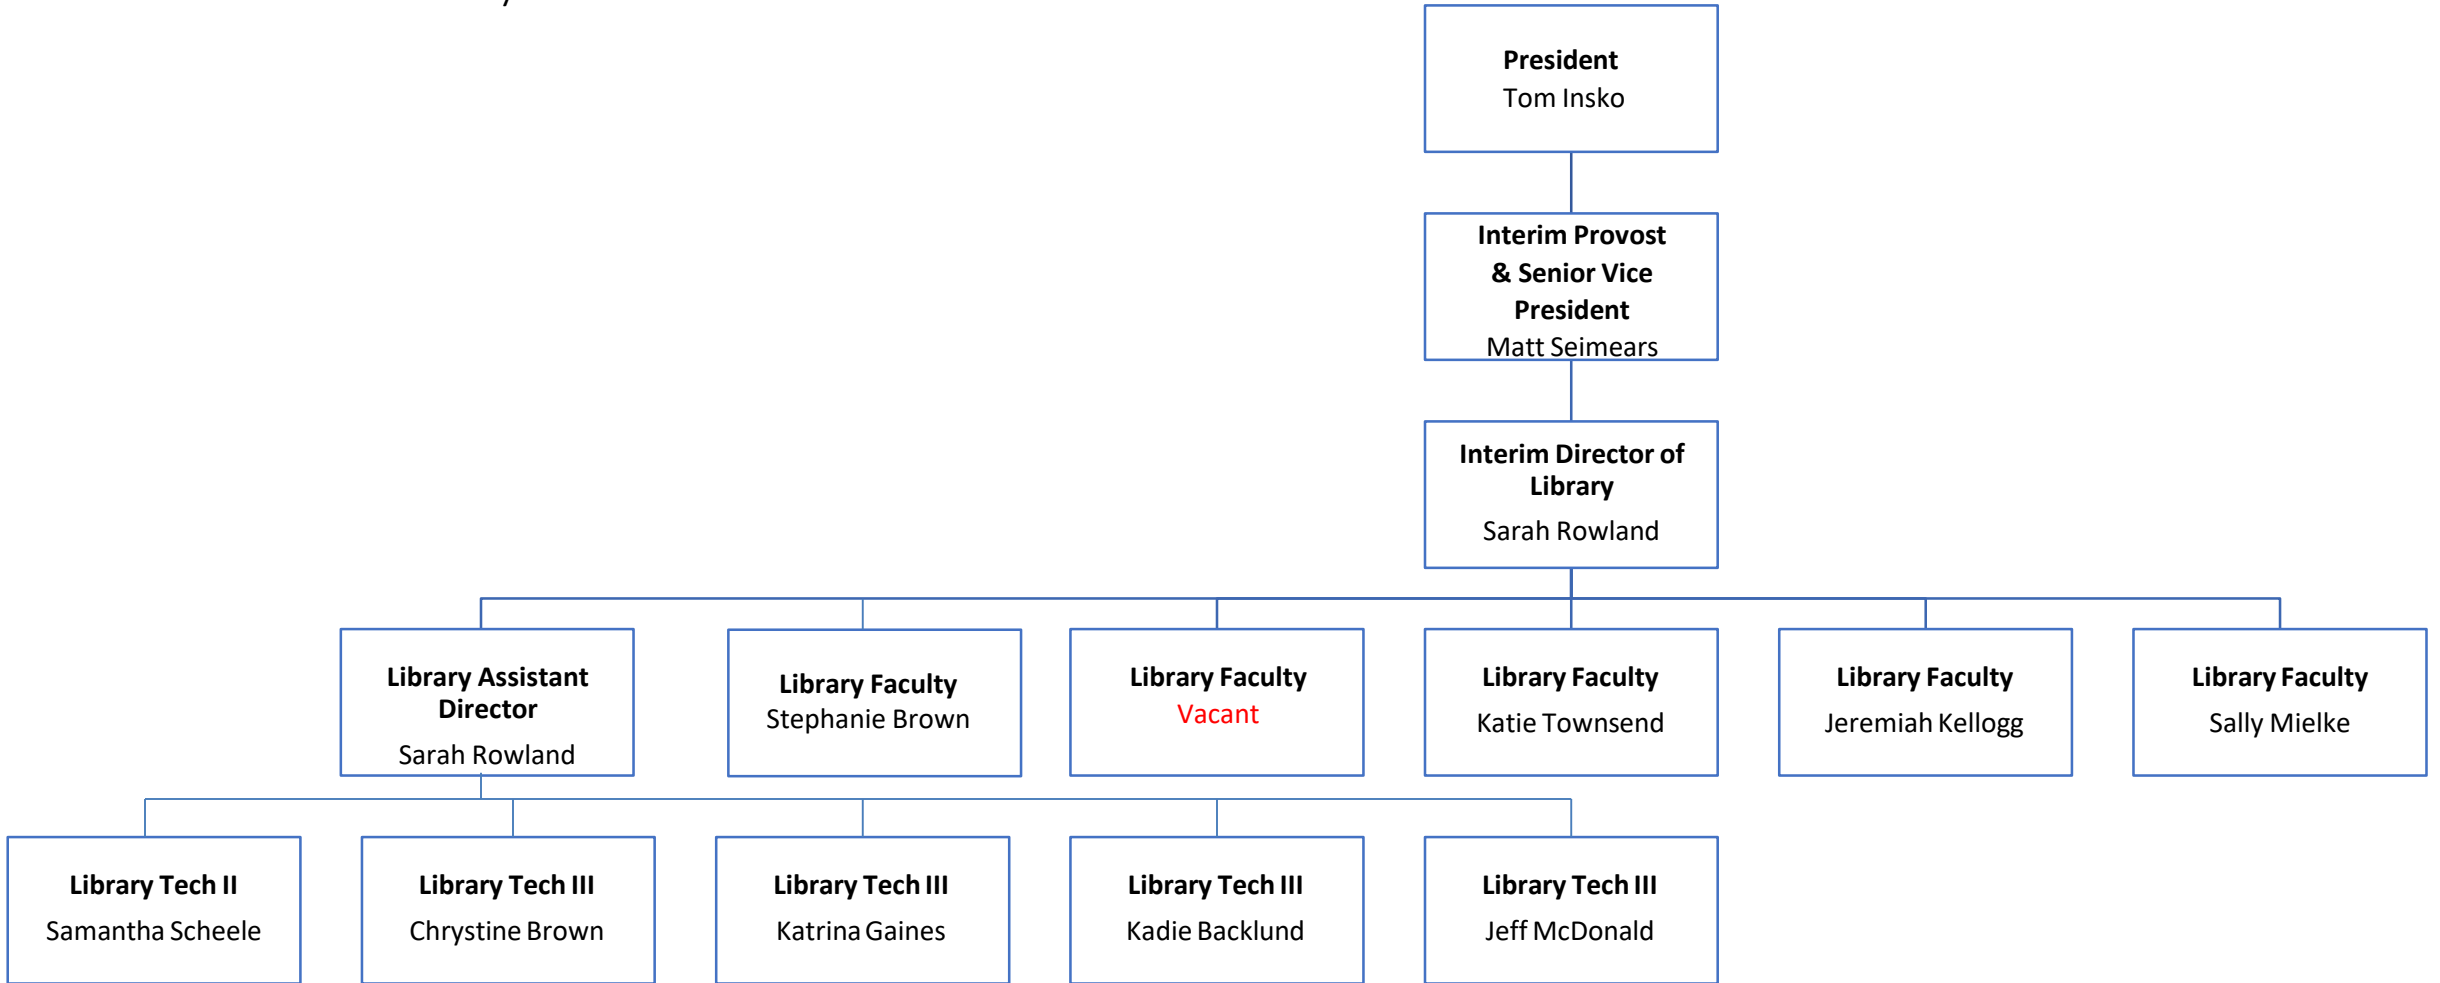 President
Tom Insko
Interim Provost
& Senior Vice
President
Matt Seimears
Interim Director of
Library
Sarah Rowland
Library Assistant
Director
Sarah Rowland
Library Faculty
Stephanie Brown
Library Faculty
Vacant
Library Faculty
Katie Townsend
Library Faculty
Jeremiah Kellogg
Library Faculty
Sally Mielke
Library Tech II
Samantha Scheele
Library Tech III
Chrystine Brown
Library Tech III
Katrina Gaines
Library Tech III
Kadie Backlund
Library Tech III
Jeff McDonald